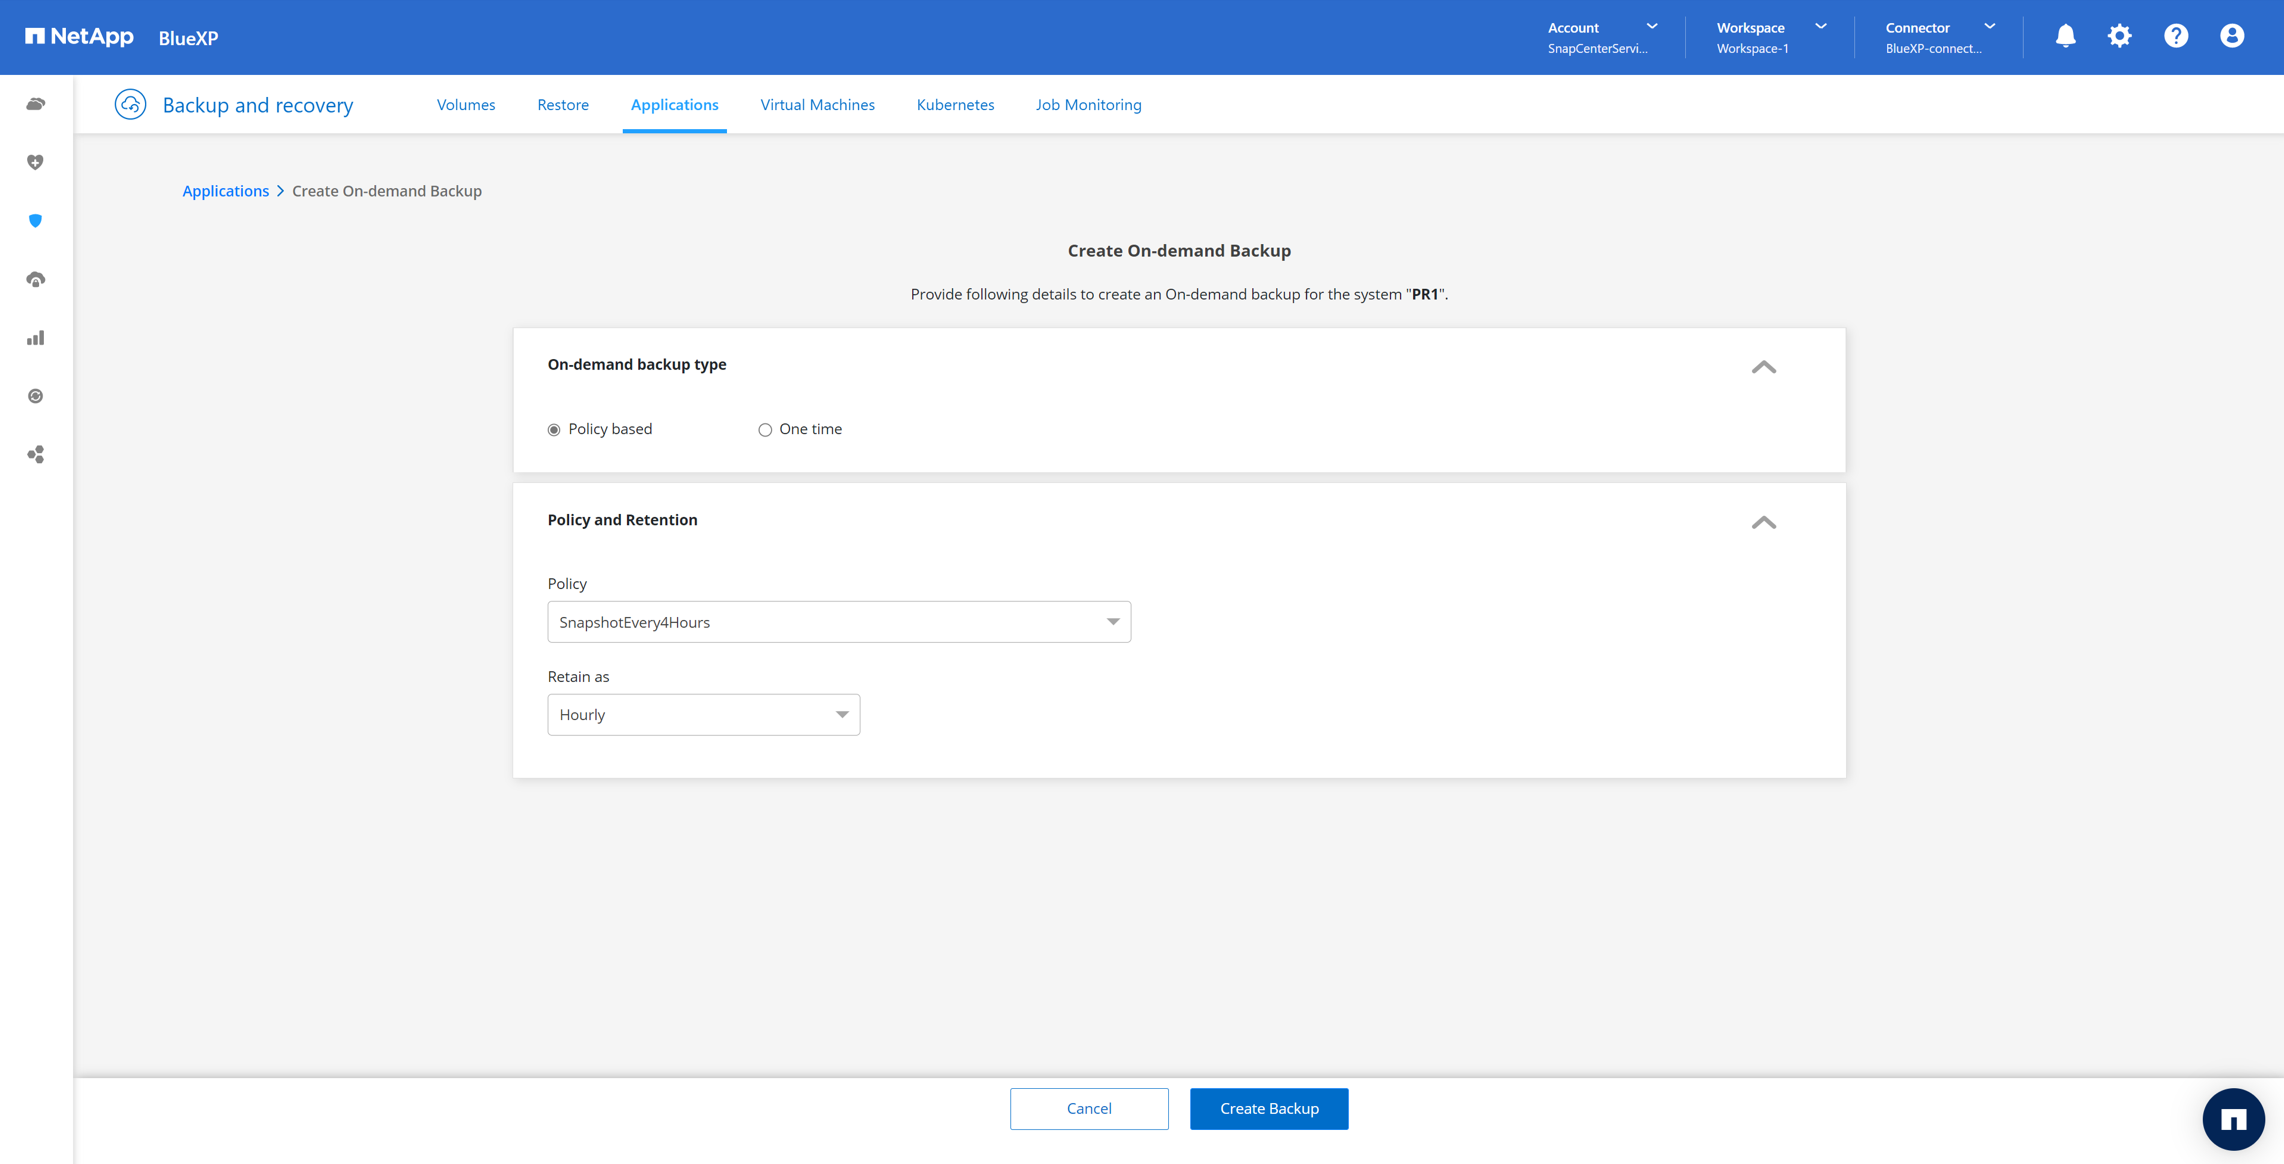 NetApp BlueXP
Account
SnapCenterServi...
Workspace
Workspace-1
Connector
BlueXP-connect...
Backup and recovery
Volumes
Restore
Applications
Virtual Machines
Kubernetes
Job Monitoring
Applications > Create On-demand Backup
Create On-demand Backup
Provide following details to create an On-demand backup for the system "PR1".
On-demand backup type
Policy based
One time
Policy and Retention
Policy
SnapshotEvery4Hours
Retain as
Hourly
Cancel
Create Backup